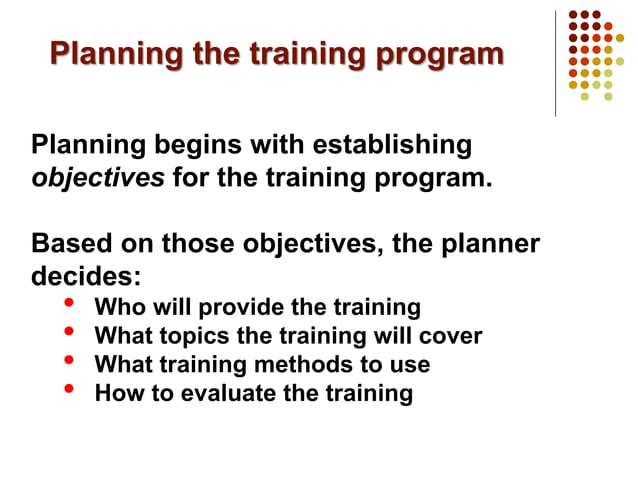 Planning the training program
Planning begins with establishing
objectives for the training program.
Based on those objectives, the planner
decides:
• Who will provide the training
• What topics the training will cover
• What training methods to use
• How to evaluate the training